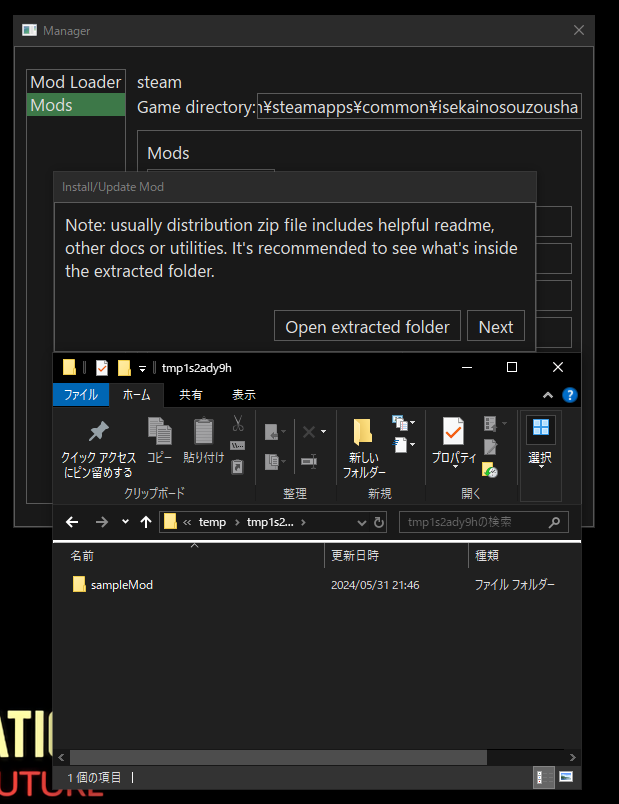 Manager
Mod Loader
Mods
steam
Game directory:
¥steamapps¥common¥isekainosouzousha
Mods
Install/Update Mod
Note: usually distribution zip file includes helpful readme,
other docs or utilities. It's recommended to see what's inside
the extracted folder.
Open extracted folder
Next
tmp1s2ady9h
ファイル
ホーム
共有
表示
クイック アクセス
にピン留めする
コピー
貼り付け
クリップボード
整理
新しい
フォルダー
新規
プロパティ
開く
選択
« temp › tmp1s2... ›
tmp1s2ady9hの検索
名前
更新日時
種類
sampleMod
2024/05/31 21:46
ファイル フォルダー
1 個の項目